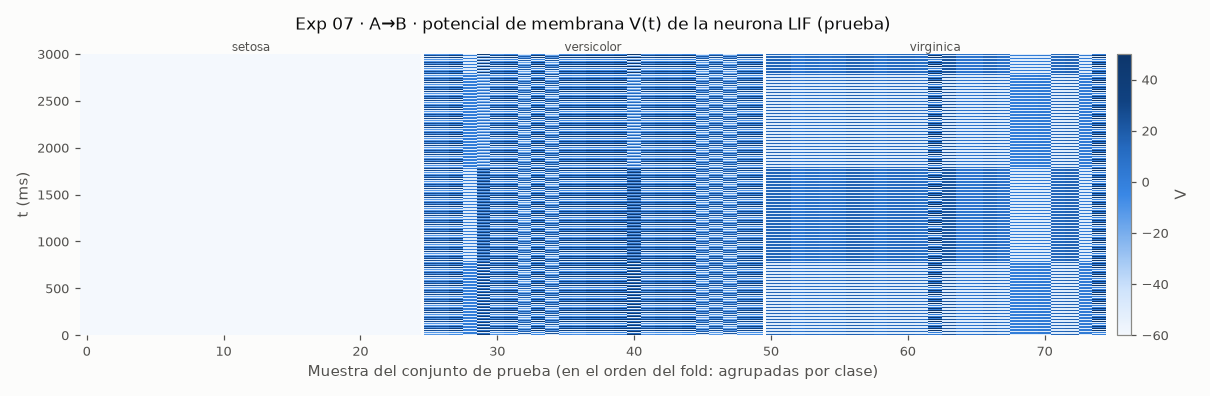 Exp 07 · A→B · potencial de membrana V(t) de la neurona LIF (prueba)
setosa versicolor virginica
3000
2500
2000
1500
1000
500
0
t (ms)
0 10 20 30 40 50 60 70
Muestra del conjunto de prueba (en el orden del fold: agrupadas por clase)
40
20
0
−20
−40
−60
V